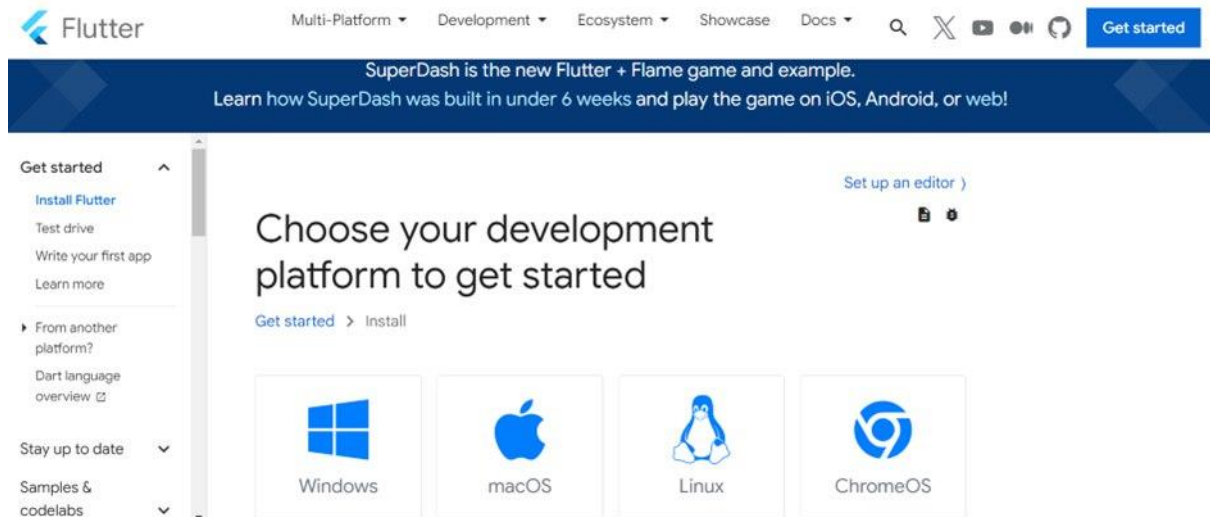 Flutter
Multi-Platform Development Ecosystem Showcase Docs Get started
SuperDash is the new Flutter + Flame game and example.
Learn how SuperDash was built in under 6 weeks and play the game on iOS, Android, or web!
Get started
Install Flutter
Test drive
Write your first app
Learn more
From another
platform?
Dart language
overview
Stay up to date
Samples &
codelabs
Set up an editor
Choose your development
platform to get started
Get started > Install
Windows macOS Linux ChromeOS